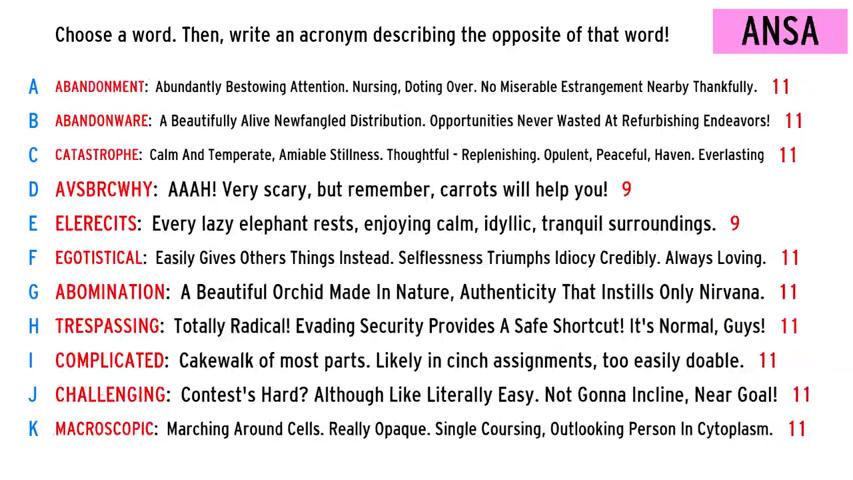 Choose a word. Then, write an acronym describing the opposite of that word!
ANSA
A ABANDONMENT: Abundantly Bestowing Attention. Nursing, Doting Over. No Miserable Estrangement Nearby Thankfully. 11
B ABANDONWARE: A Beautifully Alive Newfangled Distribution. Opportunities Never Wasted At Refurbishing Endeavors! 11
C CATASTROPHE: Calm And Temperate, Amiable Stillness. Thoughtful - Replenishing. Opulent, Peaceful, Haven. Everlasting 11
D AVSBRCWHY: AAAH! Very scary, but remember, carrots will help you! 9
E ELERECITS: Every lazy elephant rests, enjoying calm, idyllic, tranquil surroundings. 9
F EGOTISTICAL: Easily Gives Others Things Instead. Selflessness Triumphs Idiocy Credibly. Always Loving. 11
G ABOMINATION: A Beautiful Orchid Made In Nature, Authenticity That Instills Only Nirvana. 11
H TRESPASSING: Totally Radical! Evading Security Provides A Safe Shortcut! It's Normal, Guys! 11
I COMPLICATED: Cakewalk of most parts. Likely in cinch assignments, too easily doable. 11
J CHALLENGING: Contest's Hard? Although Like Literally Easy. Not Gonna Incline, Near Goal! 11
K MACROSCOPIC: Marching Around Cells. Really Opaque. Single Coursing, Outlooking Person In Cytoplasm. 11